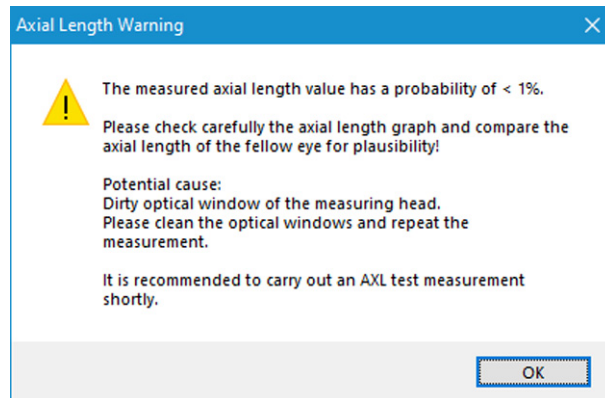 Axial Length Warning
The measured axial length value has a probability of < 1%.
Please check carefully the axial length graph and compare the
axial length of the fellow eye for plausibility!
Potential cause:
Dirty optical window of the measuring head.
Please clean the optical windows and repeat the
measurement.
It is recommended to carry out an AXL test measurement
shortly.
OK